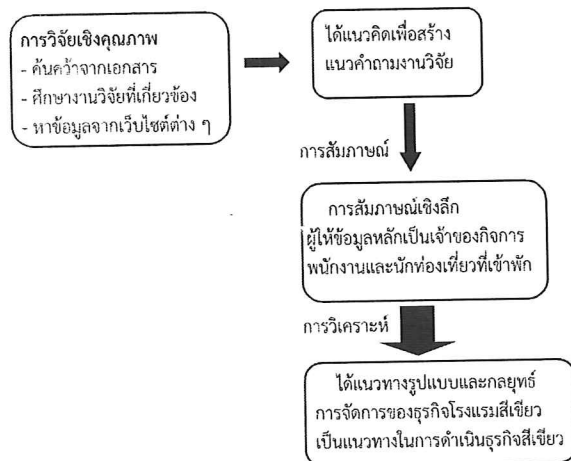 การวิจัยเชิงคุณภาพ
- ค้นคว้าจากเอกสาร
- ศึกษางานวิจัยที่เกี่ยวข้อง
- หาข้อมูลจากเว็บไซต์ต่าง ๆ
ได้แนวคิดเพื่อสร้าง
แนวคำถามงานวิจัย
การสัมภาษณ์
การสัมภาษณ์เชิงลึก
ผู้ให้ข้อมูลหลักเป็นเจ้าของกิจการ
พนักงานและนักท่องเที่ยวที่เข้าพัก
การวิเคราะห์
ได้แนวทางรูปแบบและกลยุทธ์
การจัดการของธุรกิจโรงแรมสีเขียว
เป็นแนวทางในการดำเนินธุรกิจสีเขียว